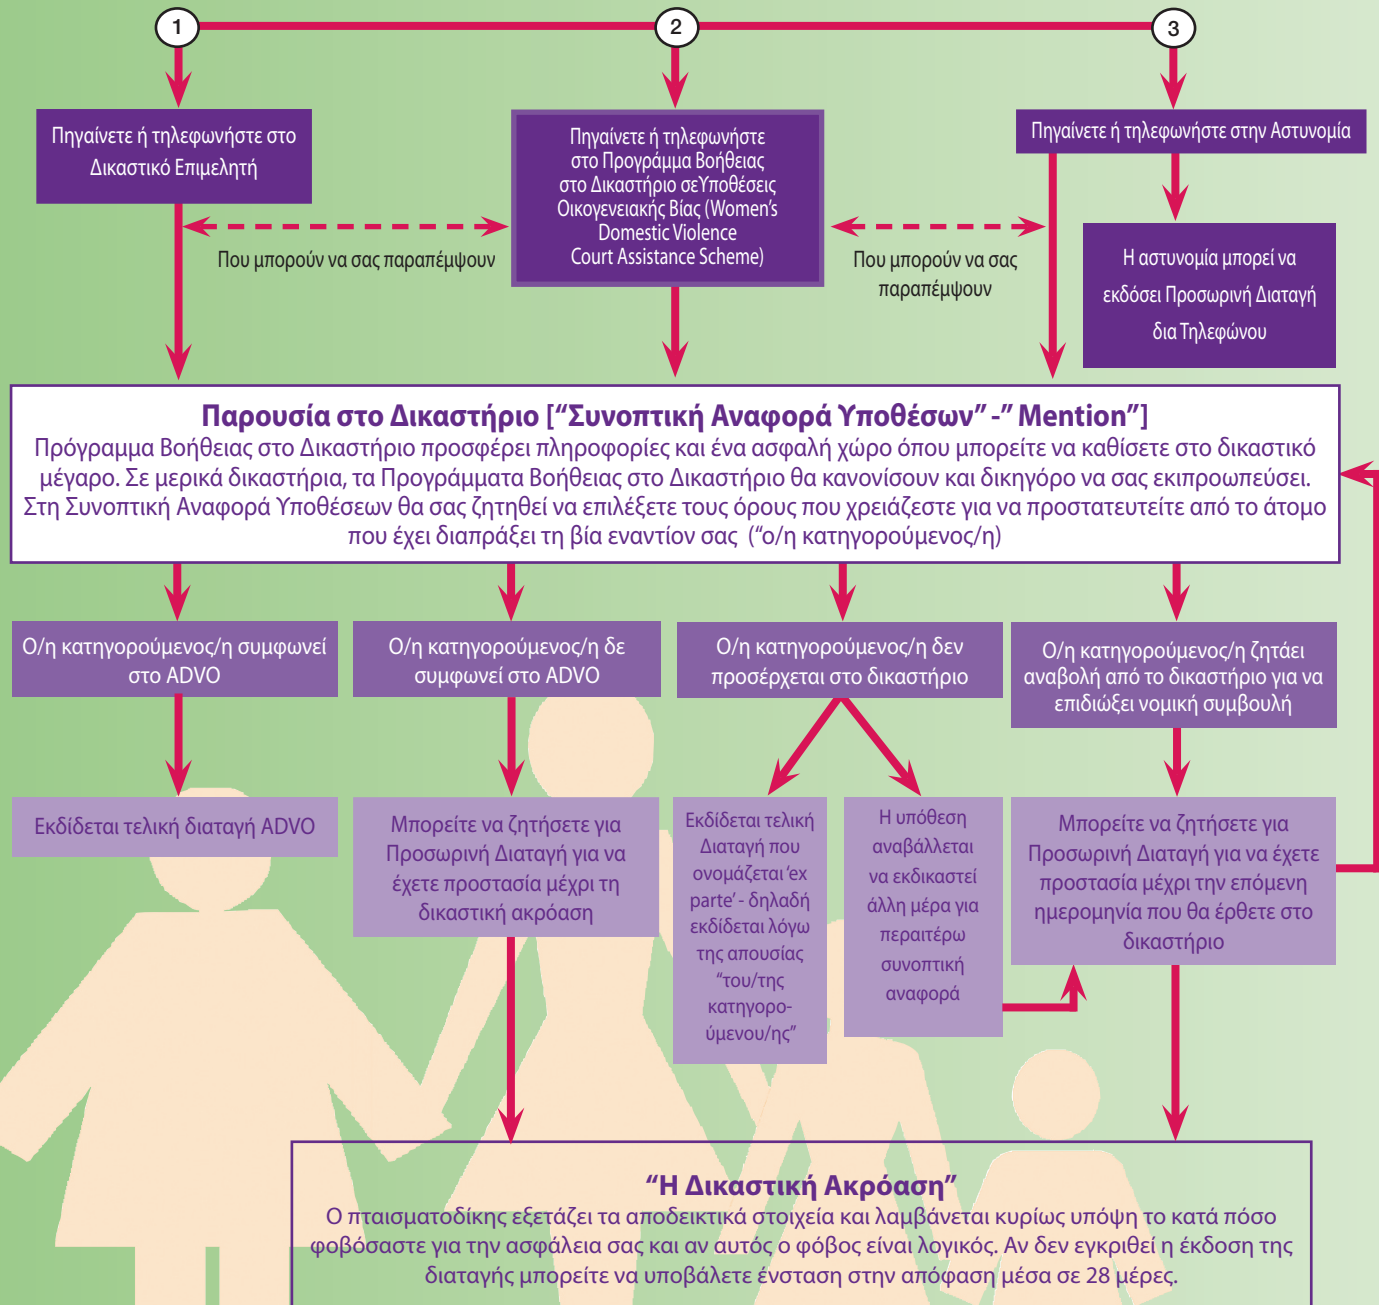 1
2
3
Πηγαίνετε ή τηλεφωνήστε στο
Δικαστικό Επιμελητή
Πηγαίνετε ή τηλεφωνήστε
στο Προγράμμα Βοήθειας
στο Δικαστήριο σεΥποθέσεις
Οικογενειακής Βίας (Women's
Domestic Violence
Court Assistance Scheme)
Πηγαίνετε ή τηλεφωνήστε στην Αστυνομία
Που μπορούν να σας παραπέμψουν
Που μπορούν να σας
παραπέμψουν
Η αστυνομία μπορεί να
εκδόσει Προσωρινή Διαταγή
δια Τηλεφώνου
Παρουσία στο Δικαστήριο [“Συνοπτική Αναφορά Υποθέσων” -” Mention”]
Πρόγραμμα Βοήθειας στο Δικαστήριο προσφέρει πληροφορίες και ένα ασφαλή χώρο όπου μπορείτε να καθίσετε στο δικαστικό
μέγαρο. Σε μερικά δικαστήρια, τα Προγράμματα Βοήθειας στο Δικαστήριο θα κανονίσουν και δικηγόρο να σας εκιπροωπεύσει.
Στη Συνοπτική Αναφορά Υποθέσεων θα σας ζητηθεί να επιλέξετε τους όρους που χρειάζεστε για να προστατευτείτε από το άτομο
που έχει διαπράξει τη βία εναντίον σας (“ο/η κατηγορούμενος/η)
Ο/η κατηγορούμενος/η συμφωνεί
στο ADVO
Ο/η κατηγορούμενος/η δε
συμφωνεί στο ADVO
Ο/η κατηγορούμενος/η δεν
προσέρχεται στο δικαστήριο
Ο/η κατηγορούμενος/η ζητάει
αναβολή από το δικαστήριο για να
επιδιώξει νομική συμβουλή
Εκδίδεται τελική διαταγή ADVO
Μπορείτε να ζητήσετε για
Προσωρινή Διαταγή για να
έχετε προστασία μέχρι τη
δικαστική ακρόαση
Εκδίδεται τελική
Διαταγή που
ονομάζεται ‘ex
parte’ - δηλαδή
εκδίδεται λόγω
της απουσίας
“του/της
κατηγορο-
ύμενου/ης”
Η υπόθεση
αναβάλλεται
να εκδικαστεί
άλλη μέρα για
περαιτέρω
συνοπτική
αναφορά
Μπορείτε να ζητήσετε για
Προσωρινή Διαταγή για να έχετε
προστασία μέχρι την επόμενη
ημερομηνία που θα έρθετε στο
δικαστήριο
“Η Δικαστική Ακρόαση”
Ο πταισματοδίκης εξετάζει τα αποδεικτικά στοιχεία και λαμβάνεται κυρίως υπόψη το κατά πόσο
φοβόσαστε για την ασφάλεια σας και αν αυτός ο φόβος είναι λογικός. Αν δεν εγκριθεί η έκδοση της
διαταγής μπορείτε να υποβάλετε ένσταση στην απόφαση μέσα σε 28 μέρες.